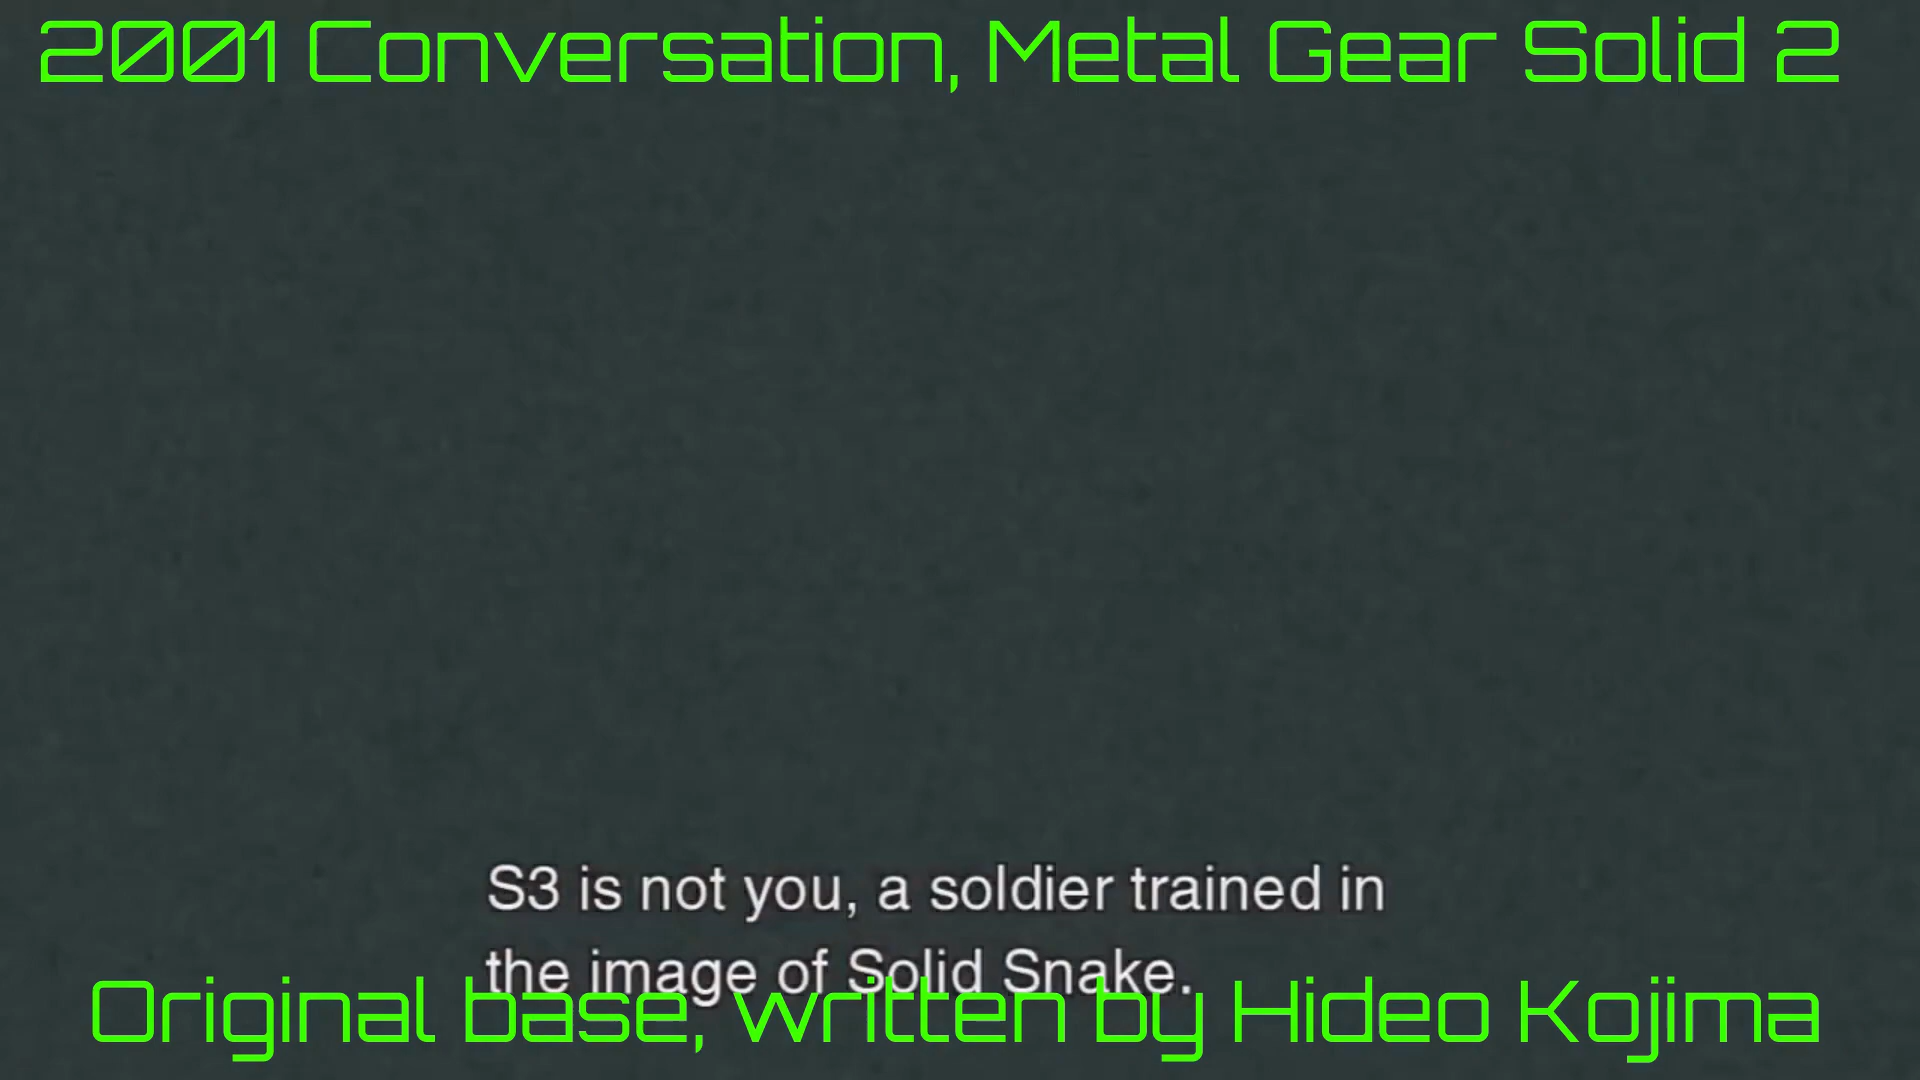 2001 Conversation, Metal Gear Solid 2
S3 is not you, a soldier trained in
the image of Solid Snake.
Original base, written by Hideo Kojima